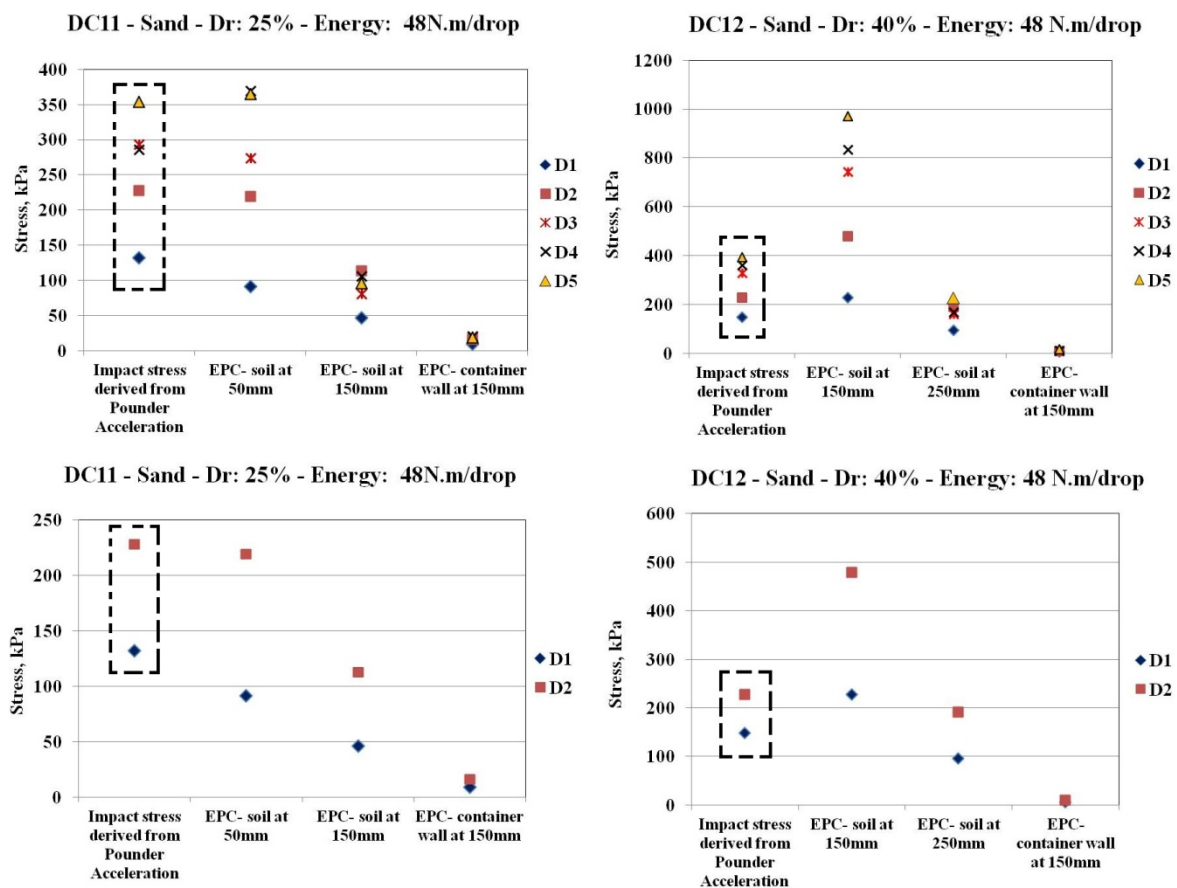 DC11 - Sand - Dr: 25% - Energy: 48N.m/drop
400
350
300
250
200
150
100
50
0
Stress, kPa
Impact stress
derived from
Pounder
Acceleration
EPC- soil at
50mm
EPC- soil at
150mm
EPC- container
wall at 150mm
D1
D2
D3
D4
D5
DC12 - Sand - Dr: 40% - Energy: 48 N.m/drop
1200
1000
800
600
400
200
0
Stress, kPa
Impact stress
derived from
Pounder
Acceleration
EPC- soil at
150mm
EPC- soil at
250mm
EPC-
container wall
at 150mm
D1
D2
D3
D4
D5
DC11 - Sand - Dr: 25% - Energy: 48N.m/drop
250
200
150
100
50
0
Stress, kPa
Impact stress
derived from
Pounder
Acceleration
EPC- soil at
50mm
EPC- soil at
150mm
EPC- container
wall at 150mm
D1
D2
DC12 - Sand - Dr: 40% - Energy: 48 N.m/drop
600
500
400
300
200
100
0
Stress, kPa
Impact stress
derived from
Pounder
Acceleration
EPC- soil at
150mm
EPC- soil at
250mm
EPC-
container wall
at 150mm
D1
D2